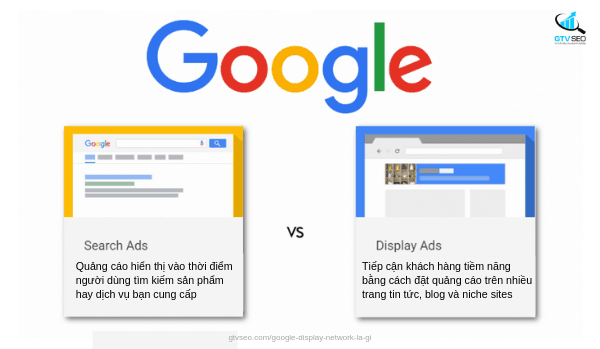 GTV SEO
Google
Google
Search Ads
Quảng cáo hiển thị vào thời điểm
người dùng tìm kiếm sản phẩm
hay dịch vụ bạn cung cấp
vs
Display Ads
Tiếp cận khách hàng tiềm năng
bằng cách đặt quảng cáo trên nhiều
trang tin tức, blog và niche sites
gtvseo.com/google-display-network-la-gi